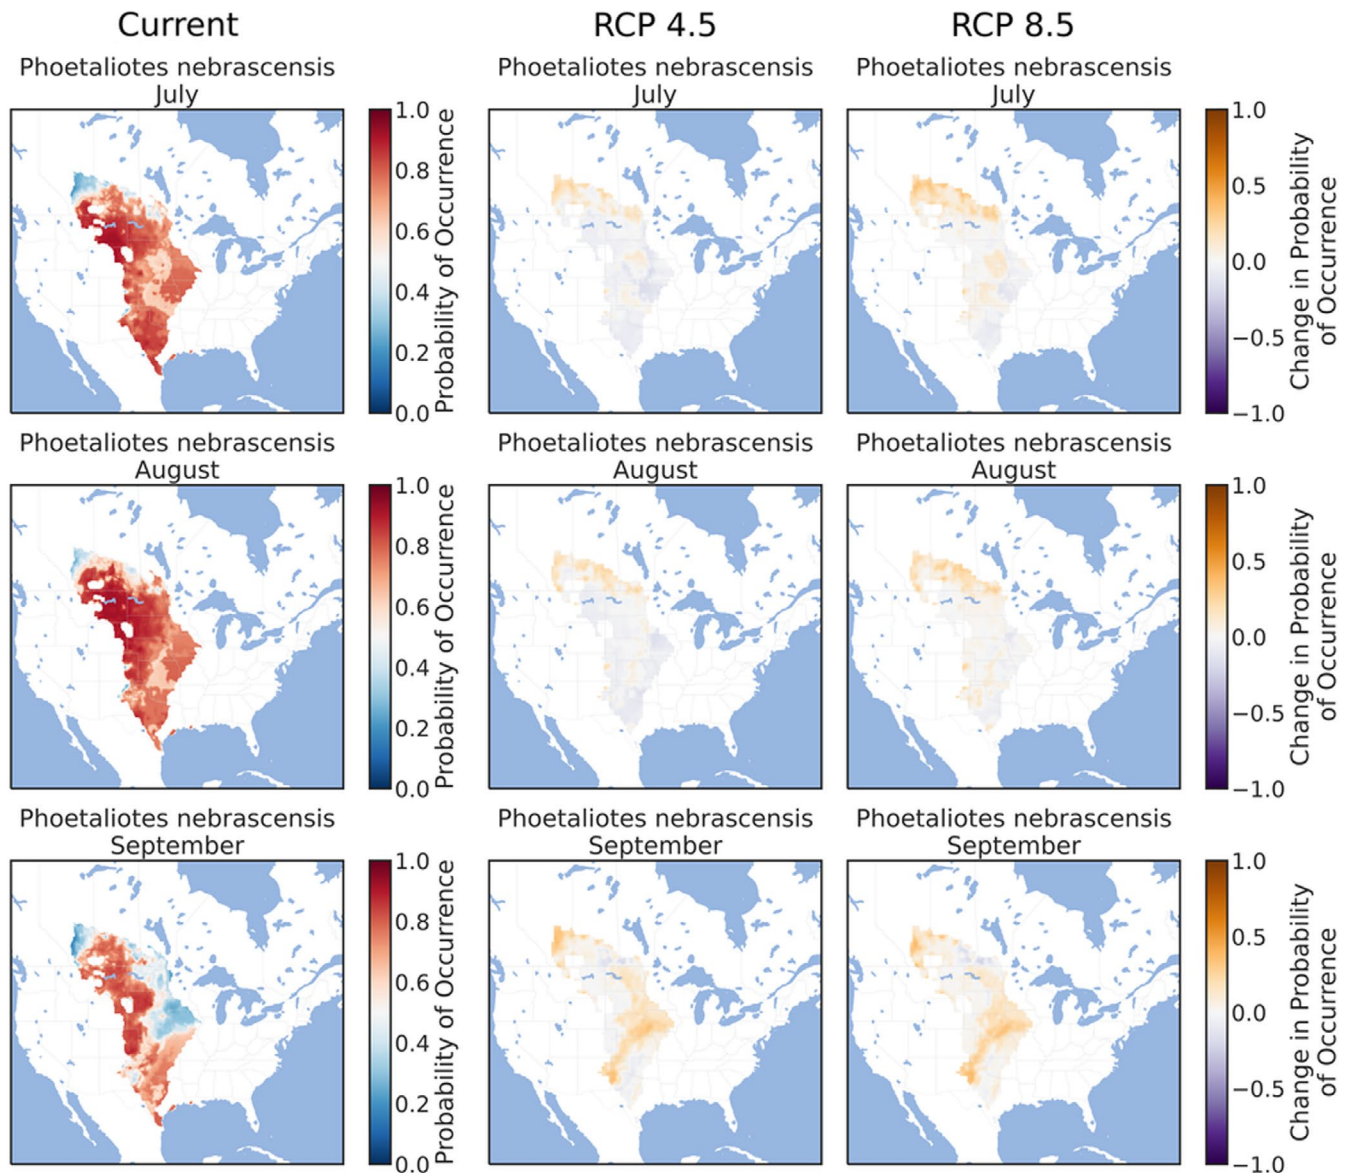 Current
RCP 4.5
RCP 8.5
Phoetaliotes nebrascensis
July
Phoetaliotes nebrascensis
July
Phoetaliotes nebrascensis
July
1.0
0.8
0.6
0.4
0.2
0.0
Probability of Occurrence
1.0
0.5
0.0
−0.5
−1.0
Change in Probability
of Occurrence
Phoetaliotes nebrascensis
August
Phoetaliotes nebrascensis
August
Phoetaliotes nebrascensis
August
1.0
0.8
0.6
0.4
0.2
0.0
Probability of Occurrence
1.0
0.5
0.0
−0.5
−1.0
Change in Probability
of Occurrence
Phoetaliotes nebrascensis
September
Phoetaliotes nebrascensis
September
Phoetaliotes nebrascensis
September
1.0
0.8
0.6
0.4
0.2
0.0
Probability of Occurrence
1.0
0.5
0.0
−0.5
−1.0
Change in Probability
of Occurrence